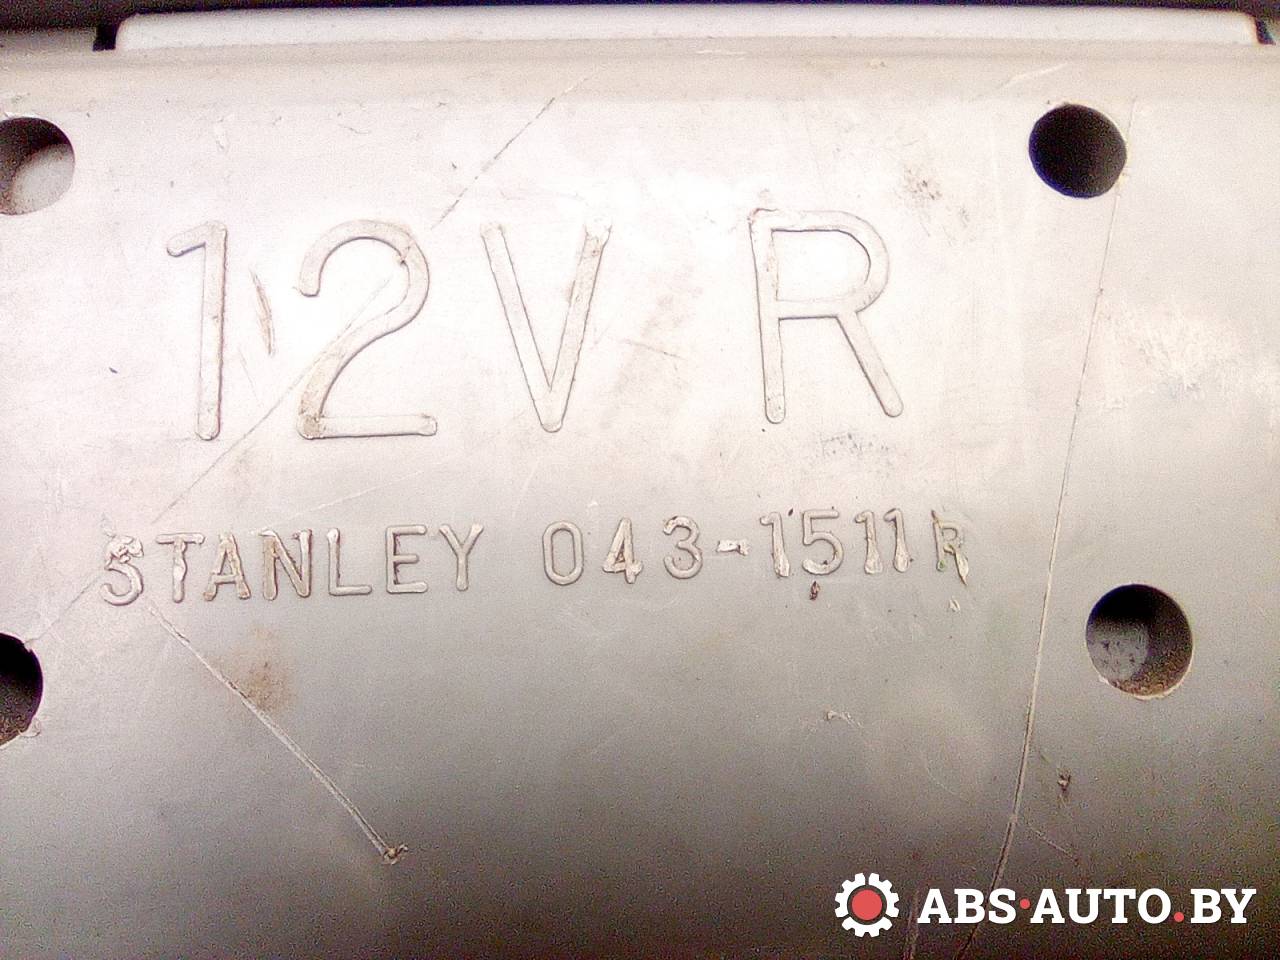 12V R
STANLEY 043-1511R
ABS·AUTO.BY